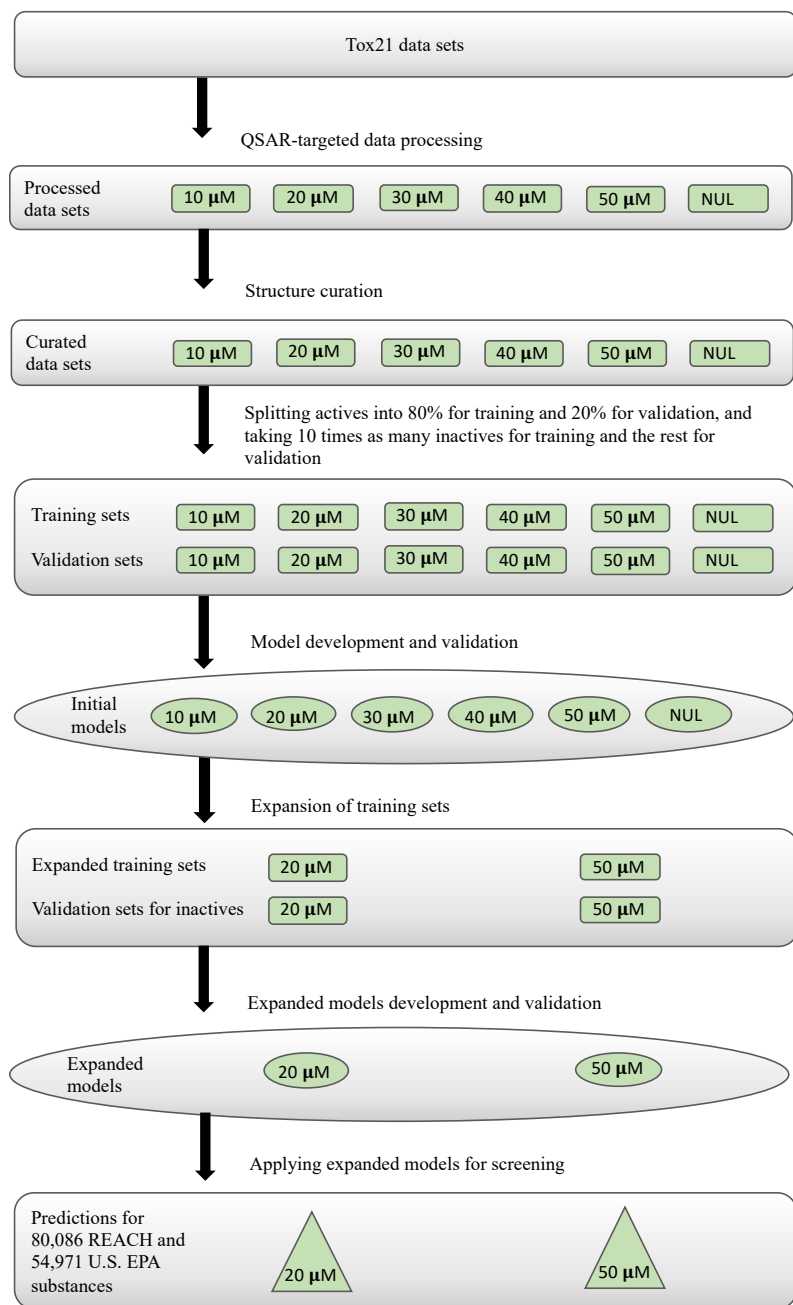 Tox21 data sets
QSAR-targeted data processing
Processed
data sets
10 µM 20 µM 30 µM 40 µM 50 µM NUL
Structure curation
Curated
data sets
10 µM 20 µM 30 µM 40 µM 50 µM NUL
Splitting actives into 80% for training and 20% for validation, and
taking 10 times as many inactives for training and the rest for
validation
Training sets 10 µM 20 µM 30 µM 40 µM 50 µM NUL
Validation sets 10 µM 20 µM 30 µM 40 µM 50 µM NUL
Model development and validation
Initial
models
10 µM 20 µM 30 µM 40 µM 50 µM NUL
Expansion of training sets
Expanded training sets 20 µM 50 µM
Validation sets for inactives 20 µM 50 µM
Expanded models development and validation
Expanded
models
20 µM 50 µM
Applying expanded models for screening
Predictions for
80,086 REACH and
54,971 U.S. EPA
substances
20 µM 50 µM